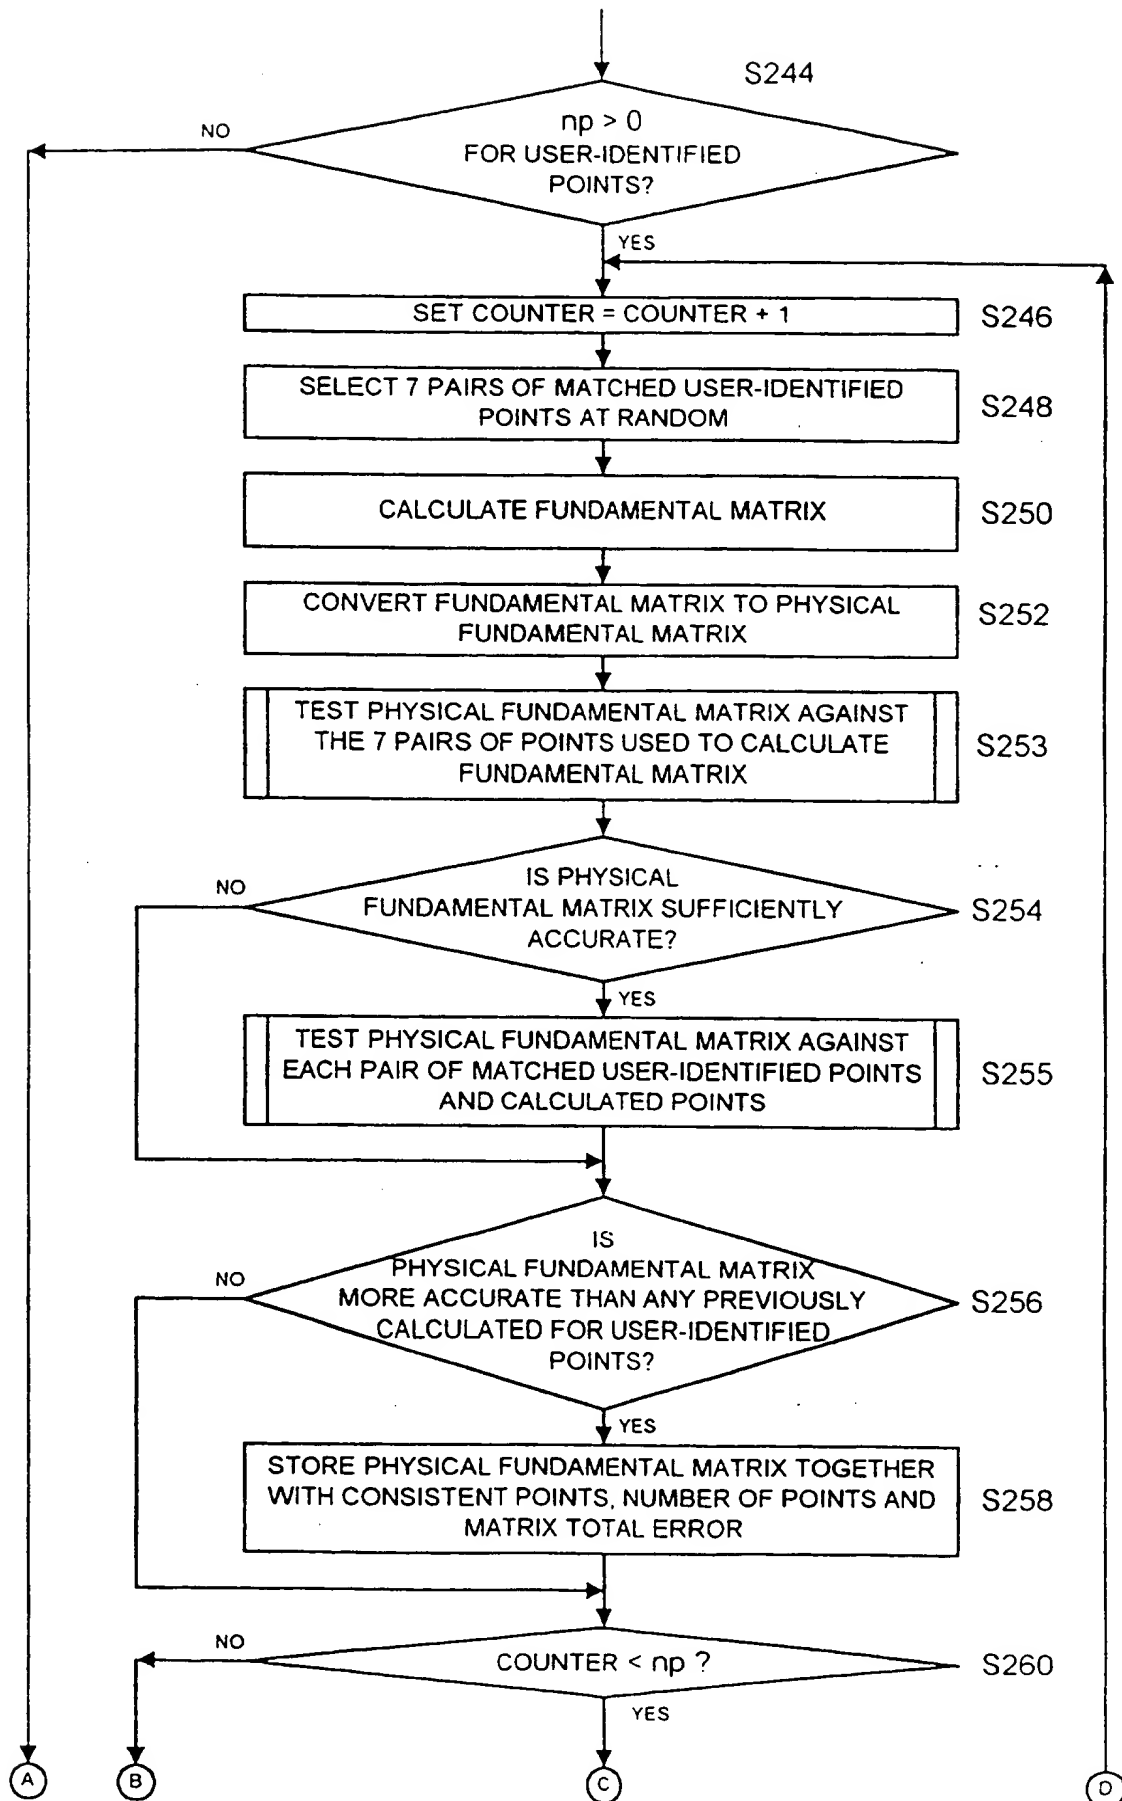 S244
np > 0
FOR USER-IDENTIFIED
POINTS?
NO
YES
SET COUNTER = COUNTER + 1
S246
SELECT 7 PAIRS OF MATCHED USER-IDENTIFIED
POINTS AT RANDOM
S248
CALCULATE FUNDAMENTAL MATRIX
S250
CONVERT FUNDAMENTAL MATRIX TO PHYSICAL
FUNDAMENTAL MATRIX
S252
TEST PHYSICAL FUNDAMENTAL MATRIX AGAINST
THE 7 PAIRS OF POINTS USED TO CALCULATE
FUNDAMENTAL MATRIX
S253
NO
IS PHYSICAL
FUNDAMENTAL MATRIX SUFFICIENTLY
ACCURATE?
S254
YES
TEST PHYSICAL FUNDAMENTAL MATRIX AGAINST
EACH PAIR OF MATCHED USER-IDENTIFIED POINTS
AND CALCULATED POINTS
S255
NO
IS
PHYSICAL FUNDAMENTAL MATRIX
MORE ACCURATE THAN ANY PREVIOUSLY
CALCULATED FOR USER-IDENTIFIED
POINTS?
S256
YES
STORE PHYSICAL FUNDAMENTAL MATRIX TOGETHER
WITH CONSISTENT POINTS, NUMBER OF POINTS AND
MATRIX TOTAL ERROR
S258
NO
COUNTER < np ?
S260
YES
A
B
C
D